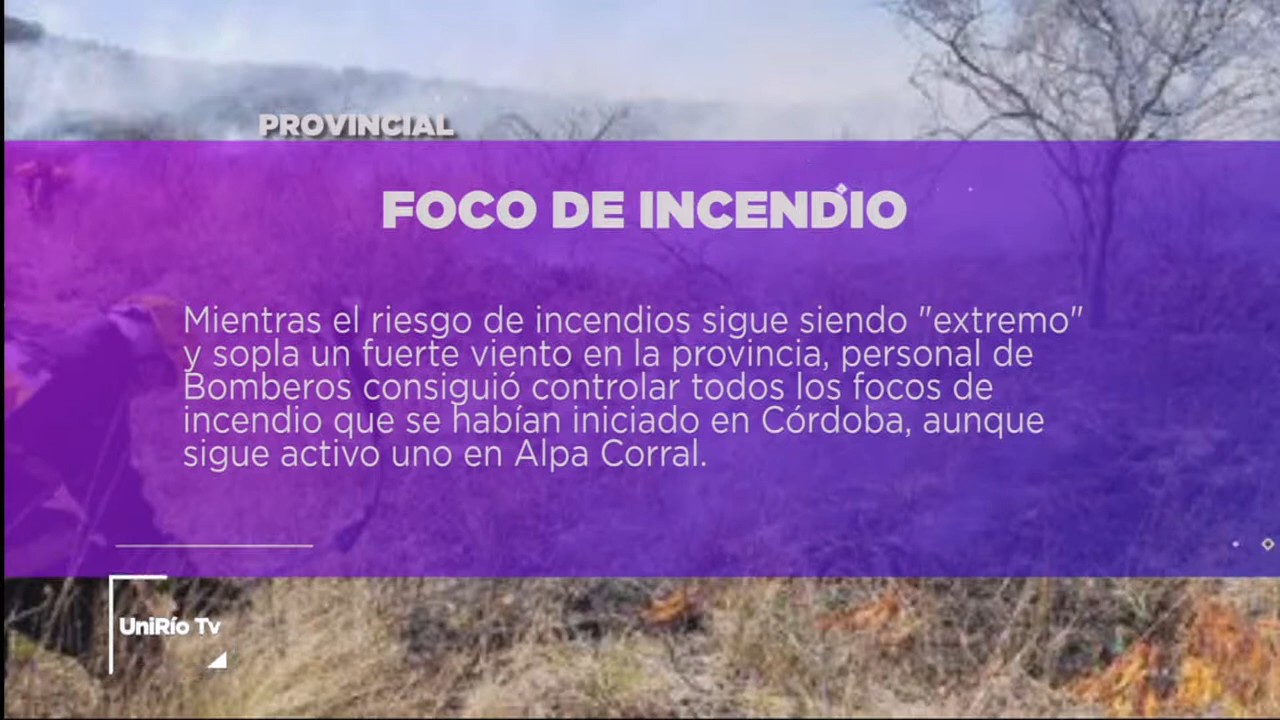 PROVINCIAL
FOCO DE INCENDIO
Mientras el riesgo de incendios sigue siendo "extremo"
y sopla un fuerte viento en la provincia, personal de
Bomberos consiguió controlar todos los focos de
incendio que se habían iniciado en Córdoba, aunque
sigue activo uno en Alpa Corral.
UniRío Tv